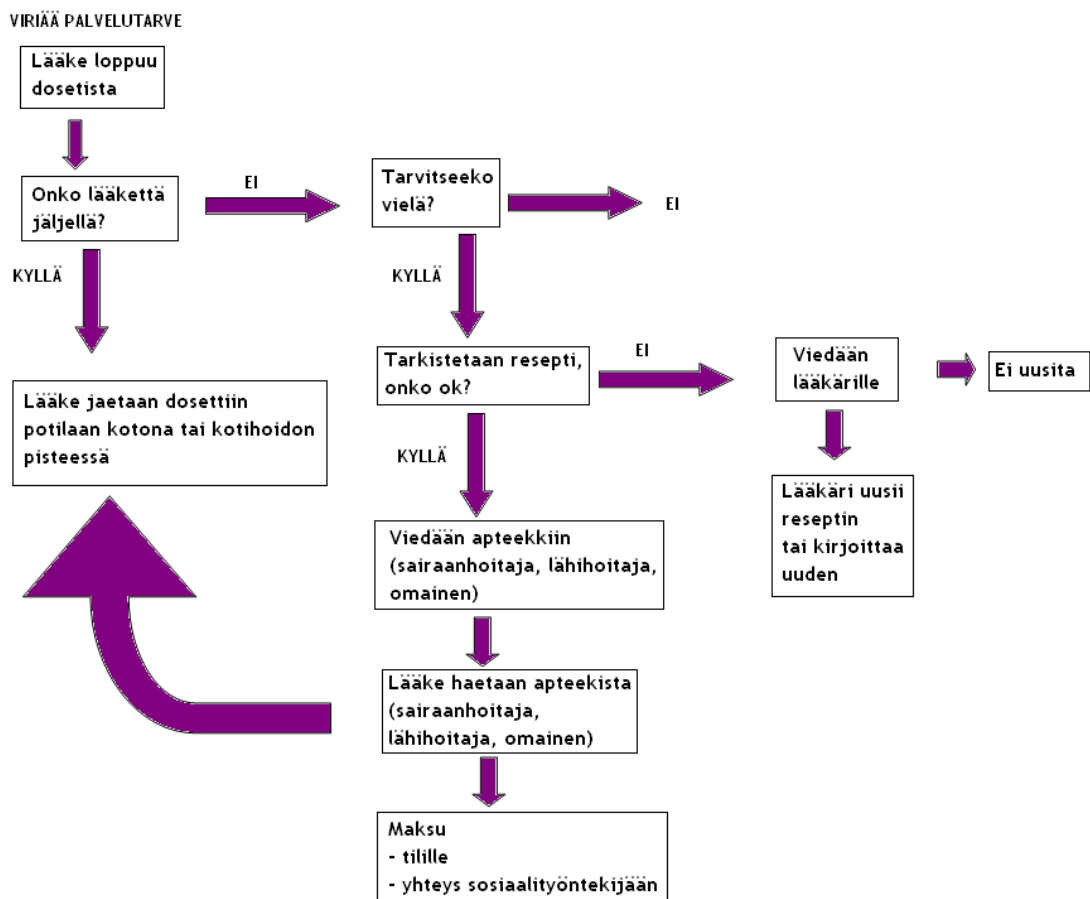 VIRIÄÄ PALVELUTARVE
Lääke loppuu
dosetista
Onko lääkettä
jäljellä?
EI
Tarvitseeko
vielä?
EI
KYLLÄ
KYLLÄ
Tarkistetaan resepti,
onko ok?
EI
Viedään
lääkärille
Ei uusita
Lääke jaetaan dosettiin
potilaan kotona tai kotihoidon
pisteessä
KYLLÄ
Lääkäri uusii
reseptin
tai kirjoittaa
uuden
Viedään apteekkiin
(sairaanhoitaja, lähihoitaja,
omainen)
Lääke haetaan apteekista
(sairaanhoitaja,
lähihoitaja, omainen)
Maksu
- tilille
- yhteys sosiaalityöntekijään